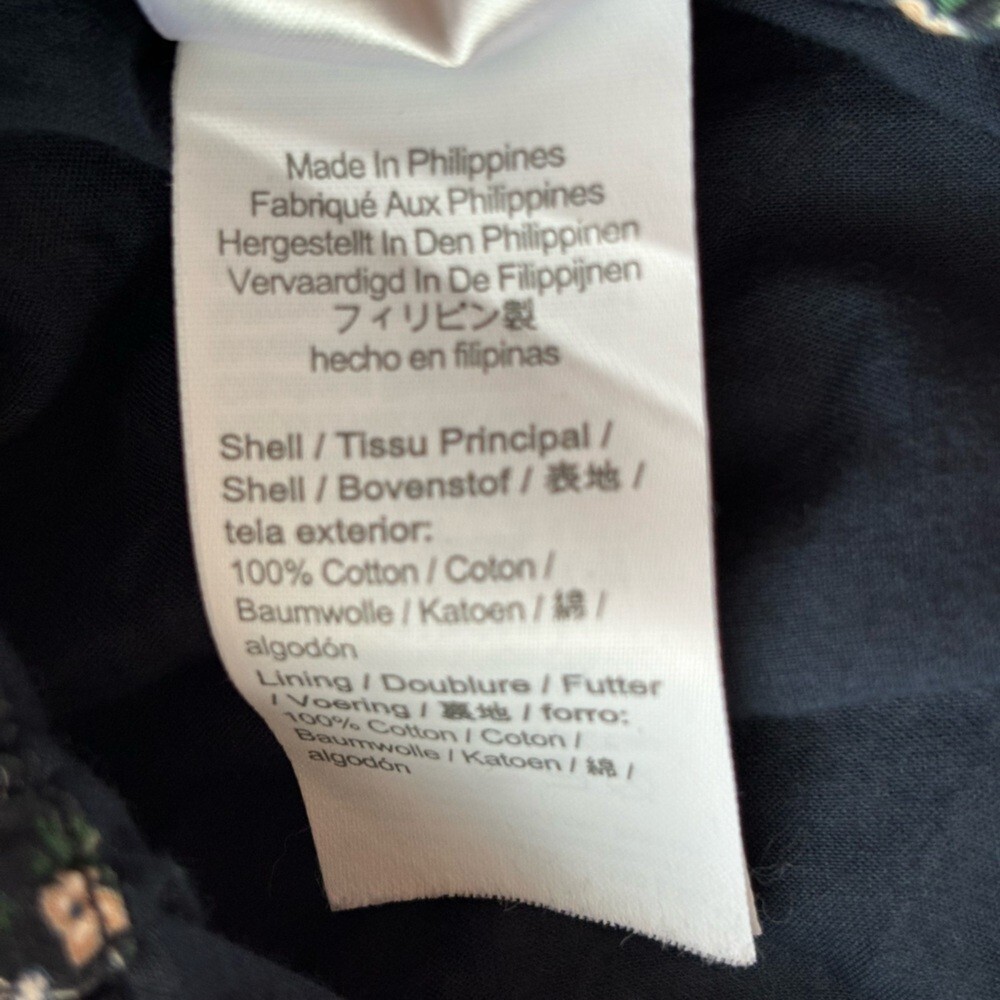 Made In Philippines
Fabriqué Aux Philippines
Hergestellt In Den Philippinen
Vervaardigd In De Filippijnen
フィリピン製
hecho en filipinas
Shell / Tissu Principal /
Shell / Bovenstof / 表地 /
tela exterior:
100% Cotton / Coton /
Baumwolle / Katoen / 綿 /
algodón
Lining / Doublure / Futter
/ Voering / 裏地 / forro:
100% Cotton / Coton /
Baumwolle / Katoen / 綿 /
algodón